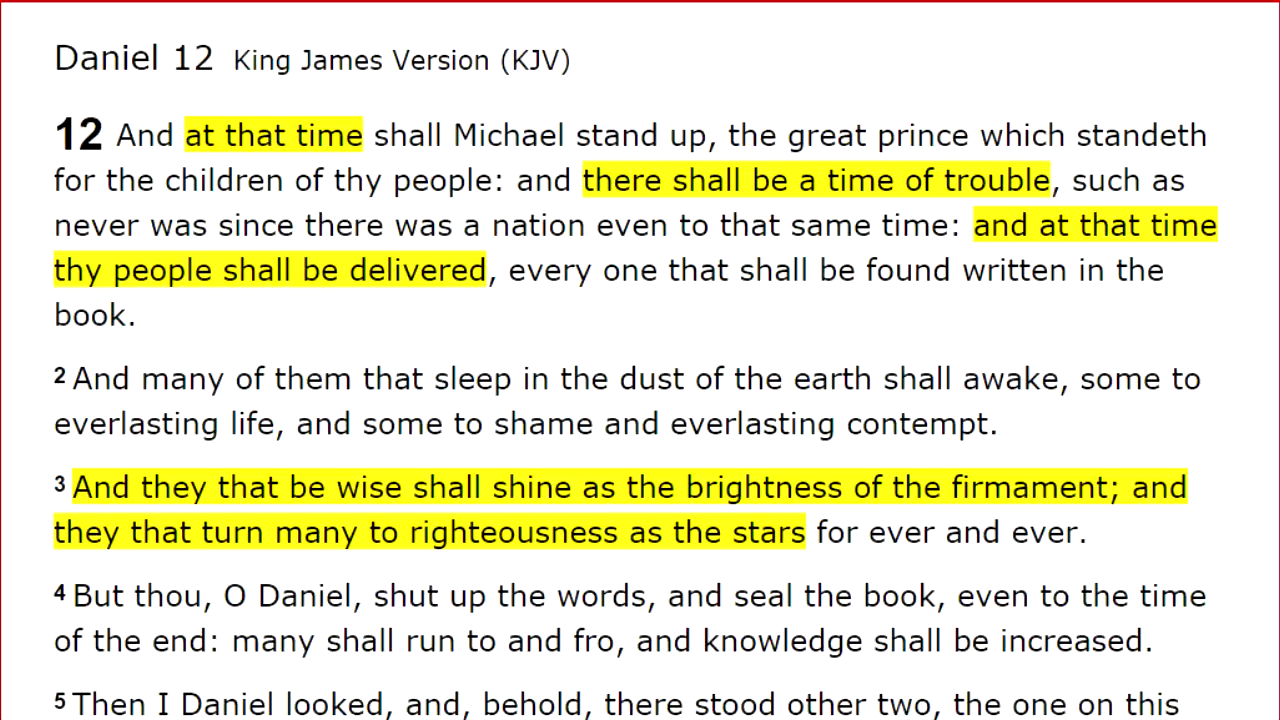 Daniel 12 King James Version (KJV)
12 And at that time shall Michael stand up, the great prince which standeth
for the children of thy people: and there shall be a time of trouble, such as
never was since there was a nation even to that same time: and at that time
thy people shall be delivered, every one that shall be found written in the
book.
2 And many of them that sleep in the dust of the earth shall awake, some to
everlasting life, and some to shame and everlasting contempt.
3 And they that be wise shall shine as the brightness of the firmament; and
they that turn many to righteousness as the stars for ever and ever.
4 But thou, O Daniel, shut up the words, and seal the book, even to the time
of the end: many shall run to and fro, and knowledge shall be increased.
5 Then I Daniel looked, and, behold, there stood other two, the one on this